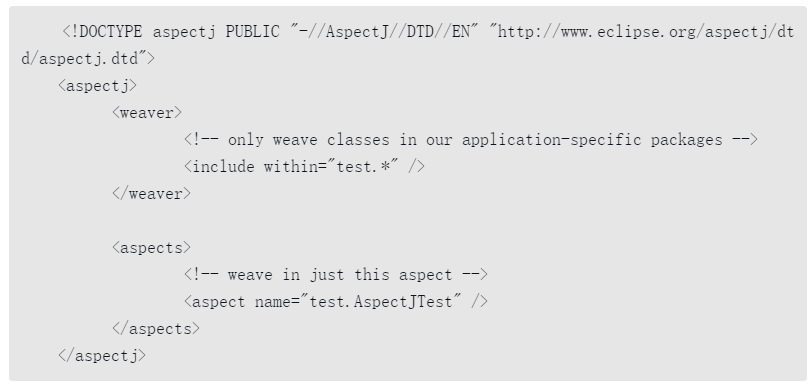 <!DOCTYPE aspectj PUBLIC "-//AspectJ//DTD//EN" "http://www.eclipse.org/aspectj/dt
d/aspectj.dtd">
<aspectj>
<weaver>
<!-- only weave classes in our application-specific packages -->
<include within="test.*" />
</weaver>
<aspects>
<!-- weave in just this aspect -->
<aspect name="test.AspectJTest" />
</aspects>
</aspectj>